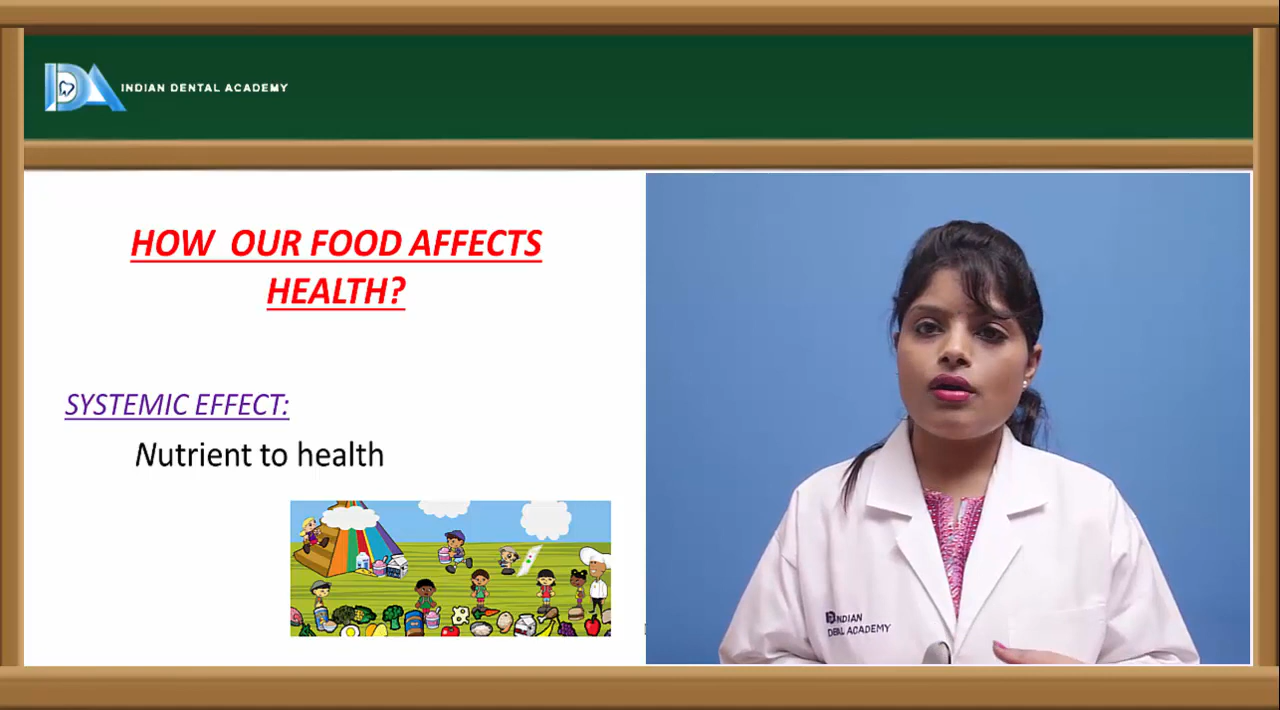 INDIAN DENTAL ACADEMY
HOW OUR FOOD AFFECTS
HEALTH?
SYSTEMIC EFFECT:
Nutrient to health
INDIAN
DENTAL ACADEMY